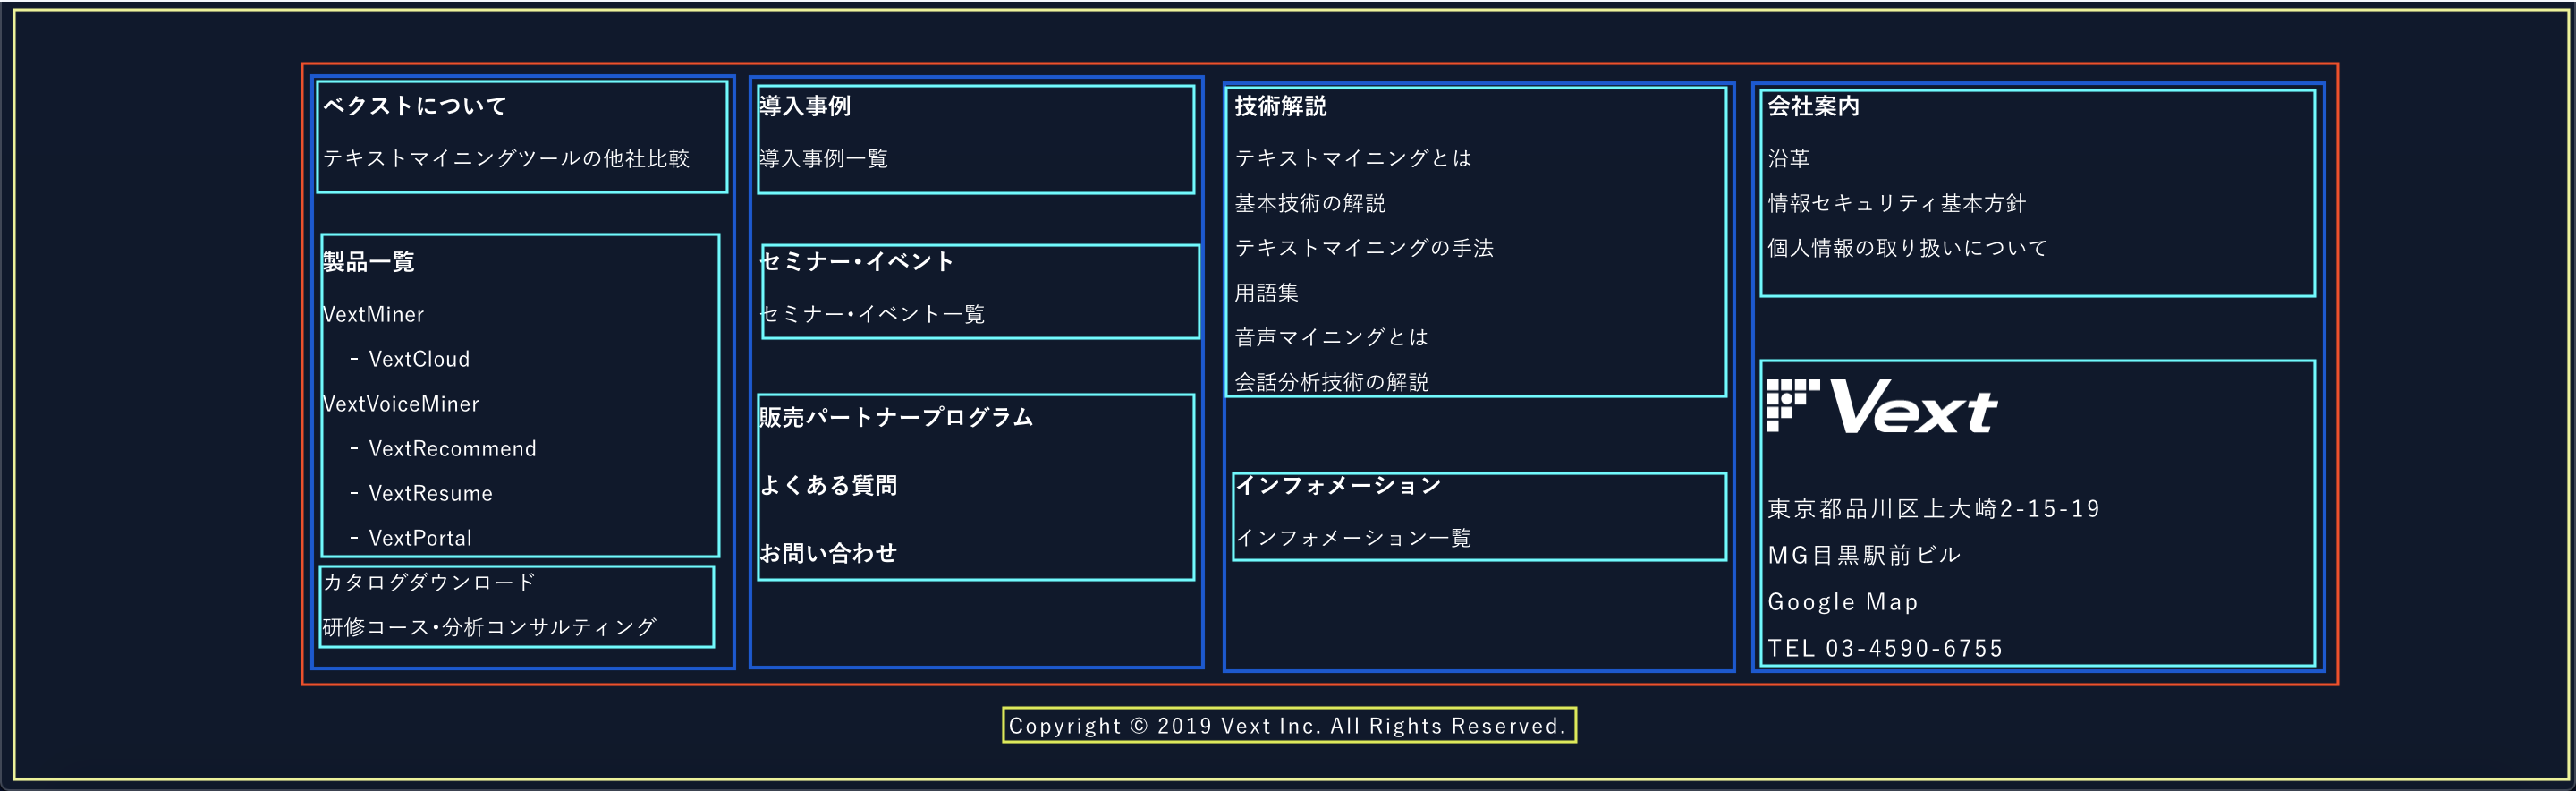 ベクストについて
テキストマイニングツールの他社比較
製品一覧
VextMiner
- VextCloud
VextVoiceMiner
- VextRecommend
- VextResume
- VextPortal
カタログダウンロード
研修コース・分析コンサルティング
導入事例
導入事例一覧
セミナー・イベント
セミナー・イベント一覧
販売パートナープログラム
よくある質問
お問い合わせ
技術解説
テキストマイニングとは
基本技術の解説
テキストマイニングの手法
用語集
音声マイニングとは
会話分析技術の解説
インフォメーション
インフォメーション一覧
会社案内
沿革
情報セキュリティ基本方針
個人情報の取り扱いについて
Vext
東京都品川区上大崎2-15-19
MG目黒駅前ビル
Google Map
TEL 03-4590-6755
Copyright © 2019 Vext Inc. All Rights Reserved.